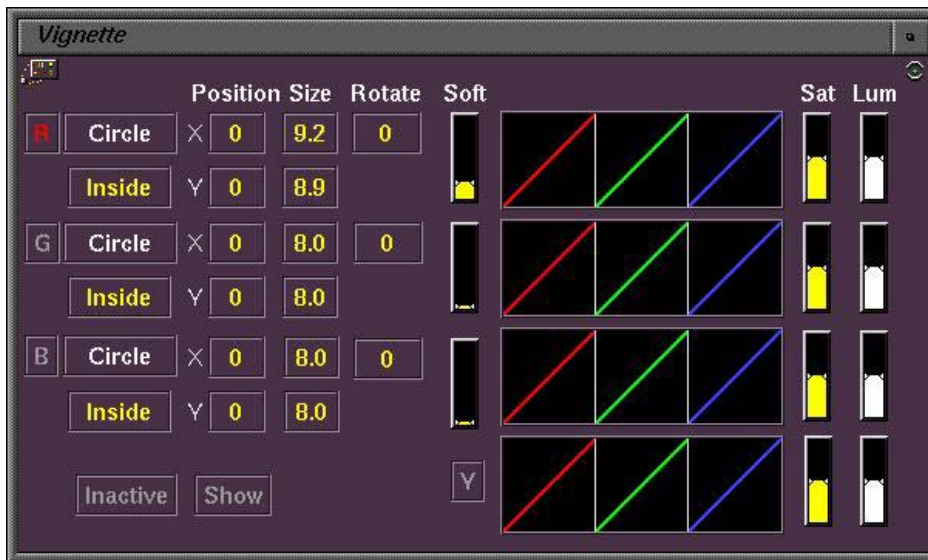 Vignette
Position Size Rotate Soft Sat Lum
R Circle X 0 9.2 0
Inside Y 0 8.9
G Circle X 0 8.0 0
Inside Y 0 8.0
B Circle X 0 8.0 0
Inside Y 0 8.0
Inactive Show Y